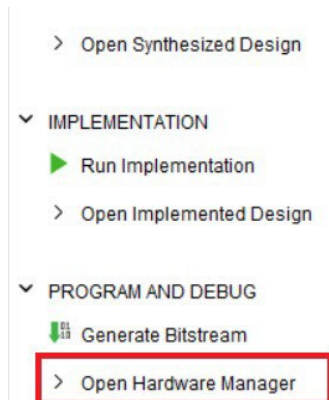 Open Synthesized Design
IMPLEMENTATION
Run Implementation
Open Implemented Design
PROGRAM AND DEBUG
Generate Bitstream
Open Hardware Manager